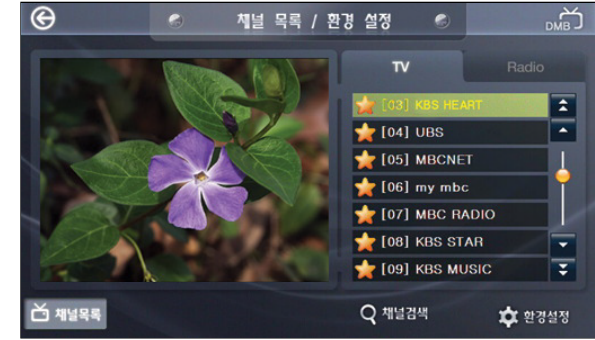 채널 목록 / 환경 설정
DMB
TV
Radio
[03] KBS HEART
[04] UBS
[05] MBCNET
[06] my mbc
[07] MBC RADIO
[08] KBS STAR
[09] KBS MUSIC
채널목록
채널검색
환경설정